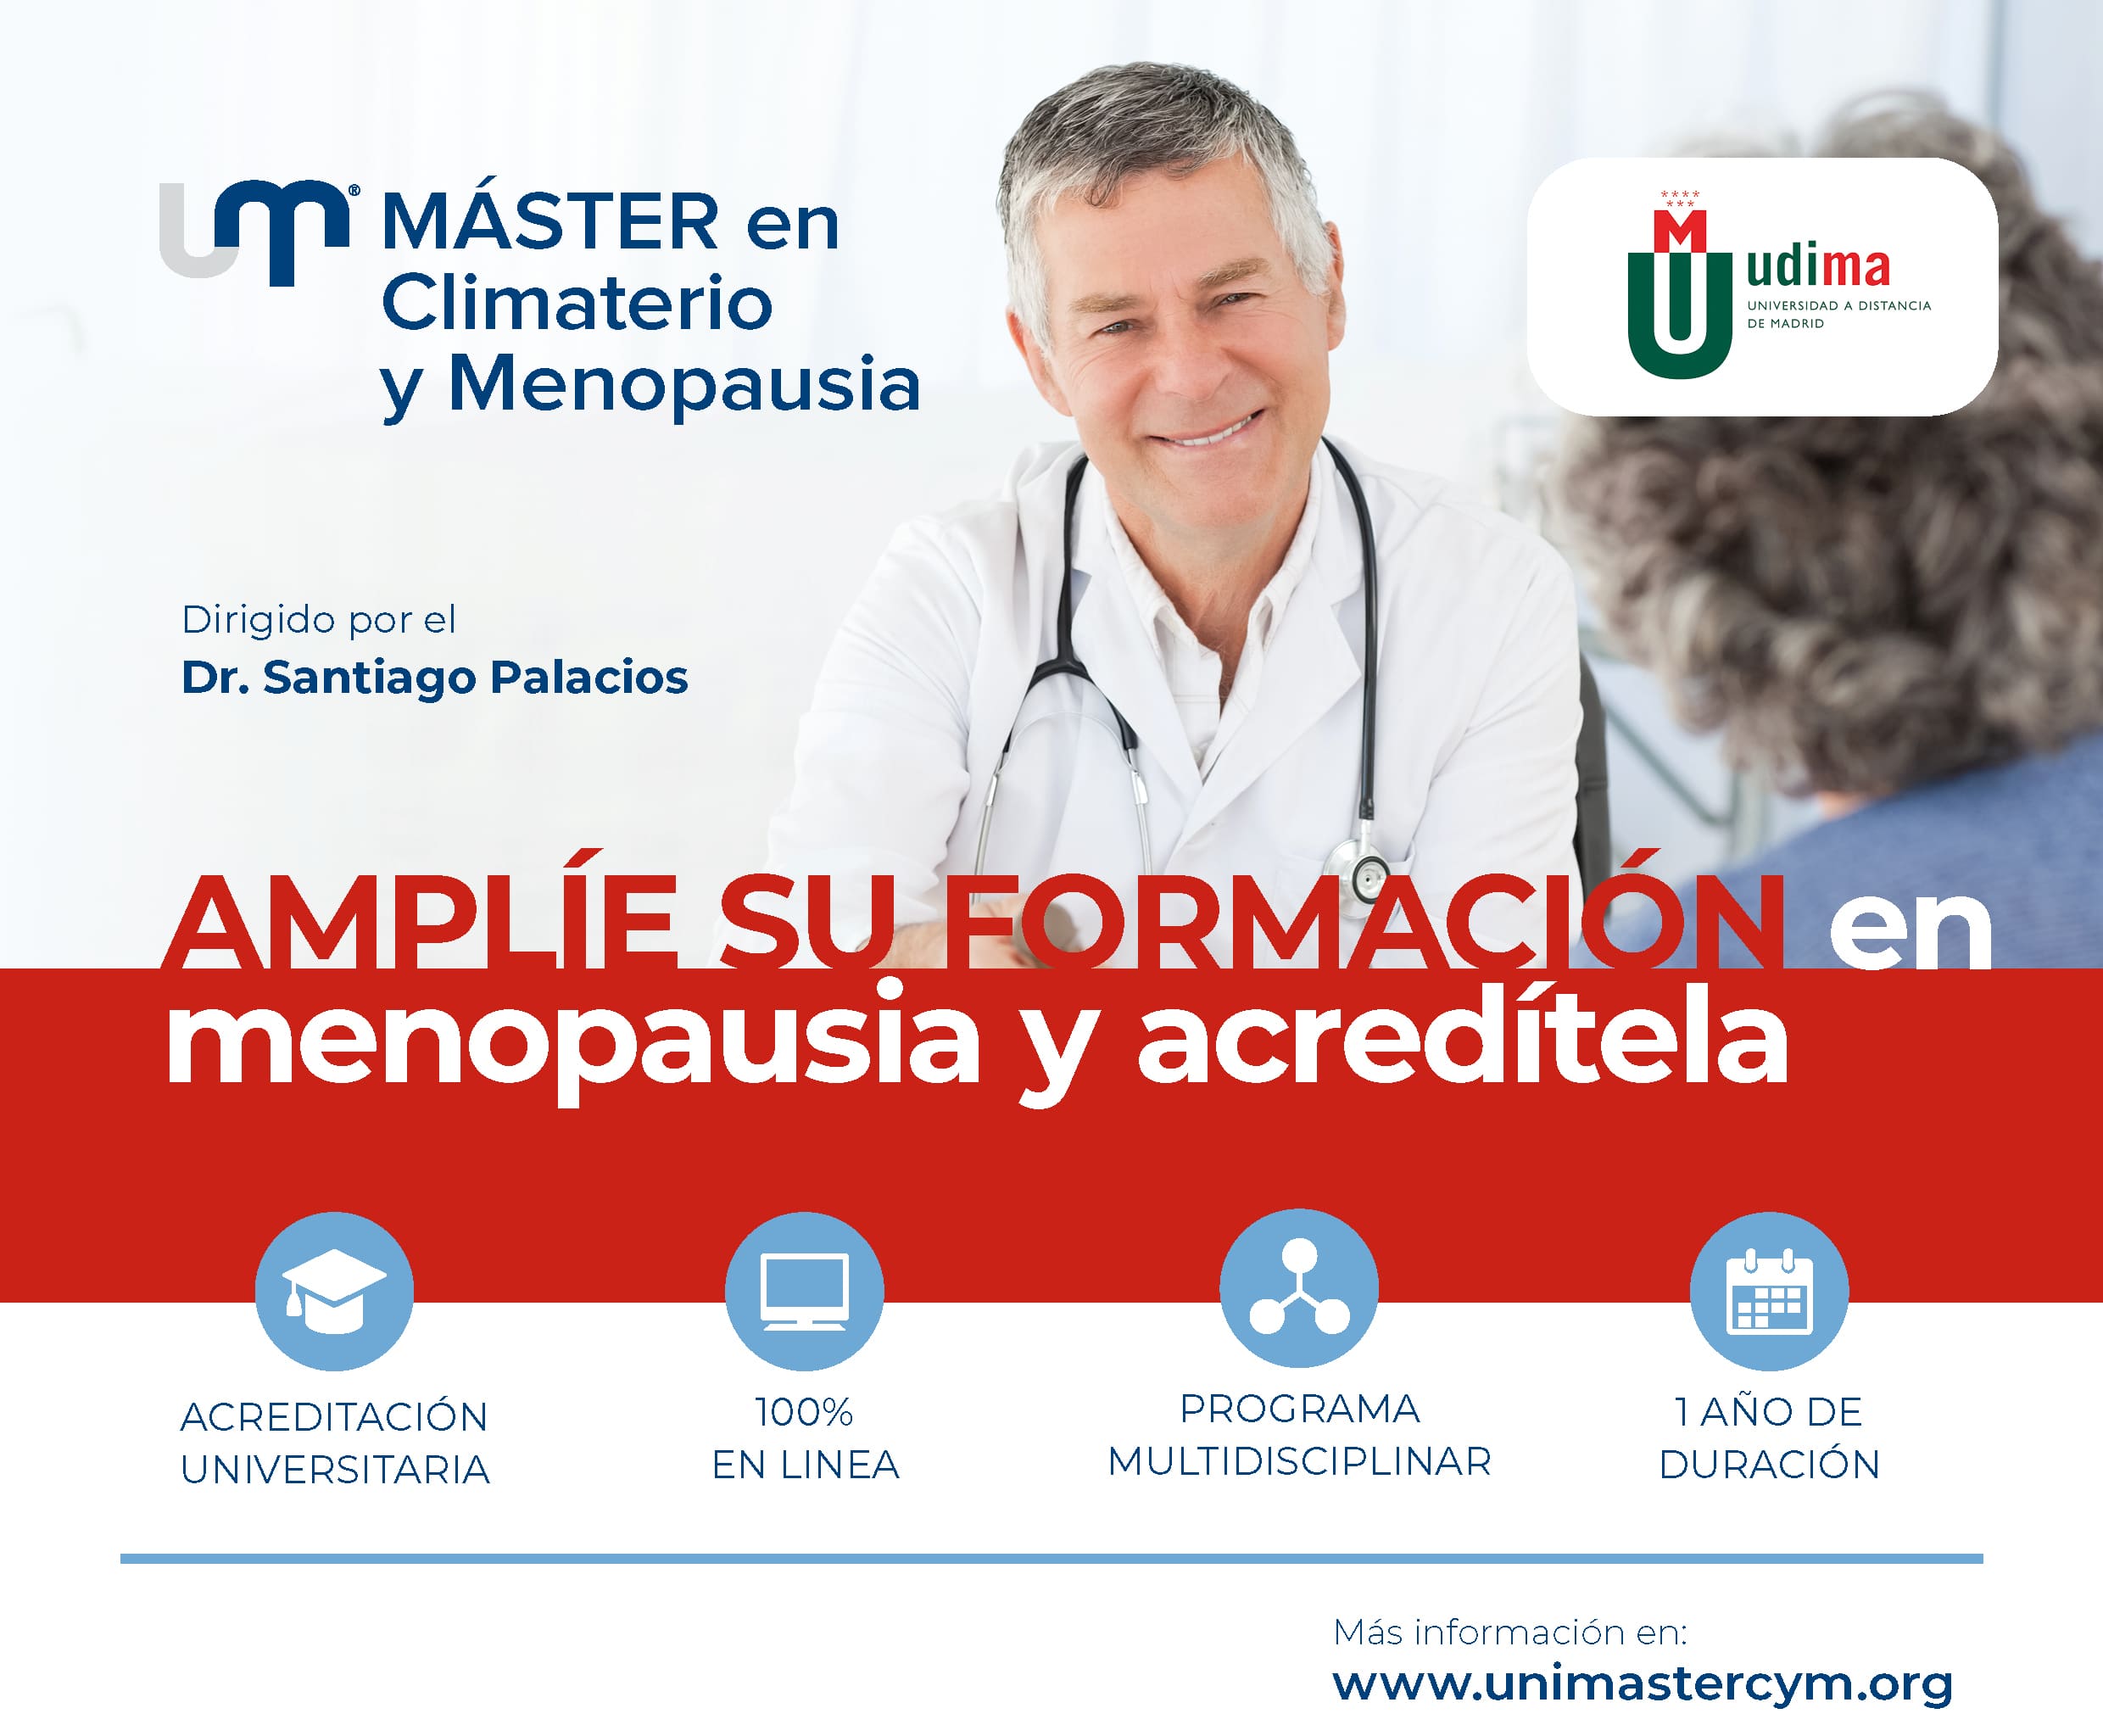 um® MÁSTER en
Climaterio
y Menopausia
M
U udima
UNIVERSIDAD A DISTANCIA
DE MADRID
Dirigido por el
Dr. Santiago Palacios
AMPLÍE SU FORMACIÓN en
menopausia y acredítela
ACREDITACIÓN
UNIVERSITARIA
100%
EN LINEA
PROGRAMA
MULTIDISCIPLINAR
1 AÑO DE
DURACIÓN
Más información en:
www.unimastercym.org